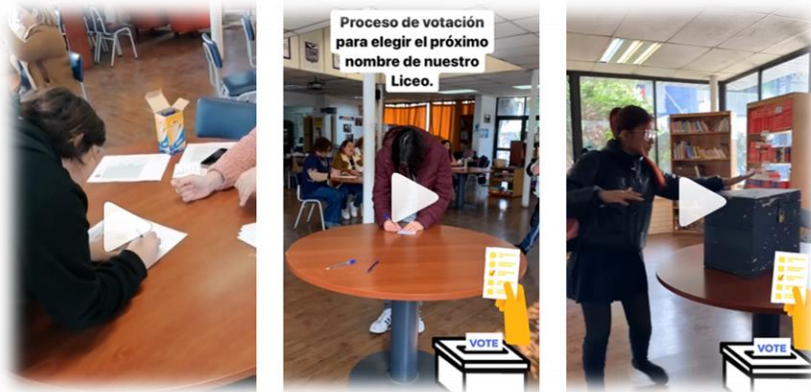 Proceso de votación
para elegir el próximo
nombre de nuestro
Liceo.
VOTE
VOTE